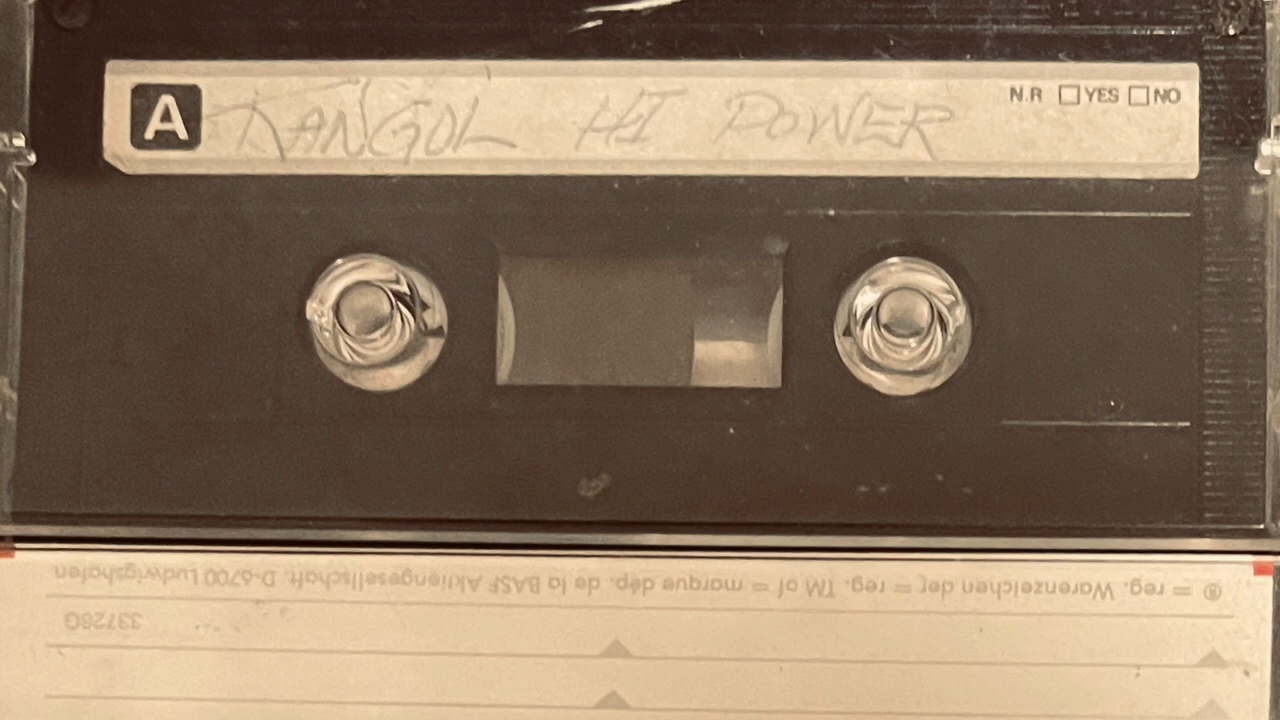 A KANGOL HI POWER N.R YES NO
® = reg. Warenzeichen der = reg. TM of = marque dép. de la BASF Aktiengesellschaft. D-6700 Ludwigshafen
33728G